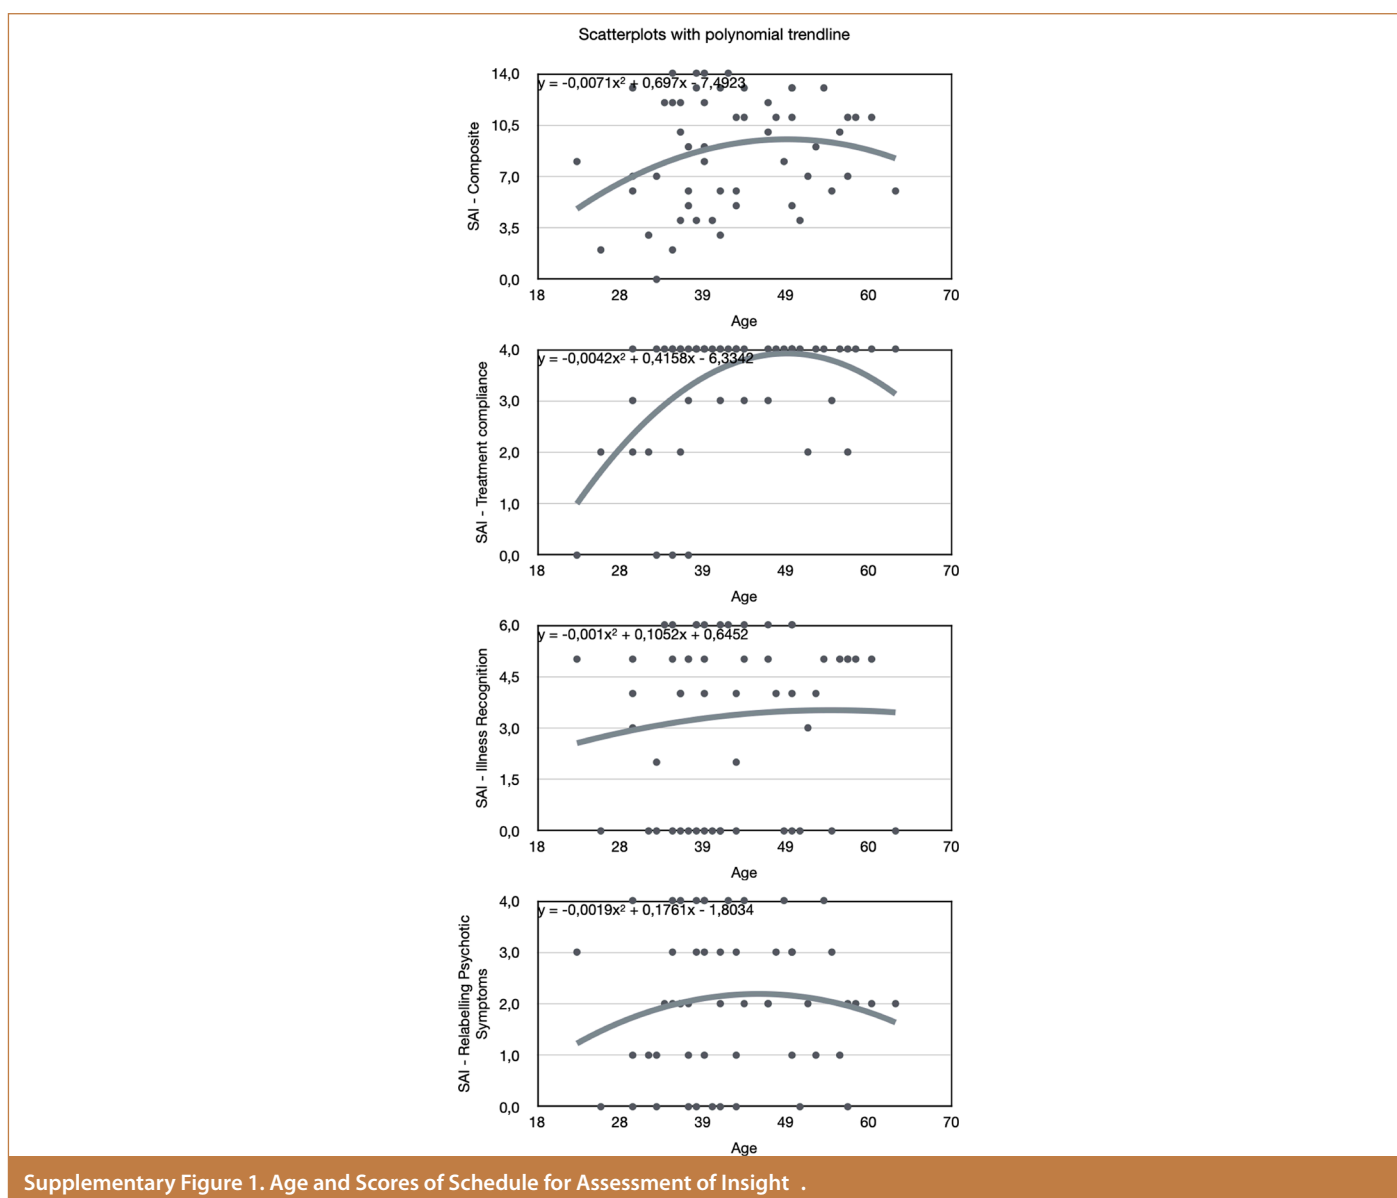 Scatterplots with polynomial trendline
SAI - Composite
14,0
10,5
7,0
3,5
0,0
y = -0,0071x² + 0,697x - 7,4923
18 28 39 49 60 70
Age
SAI - Treatment compliance
4,0
3,0
2,0
1,0
0,0
y = -0,0042x² + 0,4158x - 6,3342
18 28 39 49 60 70
Age
SAI - Illness Recognition
6,0
4,5
3,0
1,5
0,0
y = -0,001x² + 0,1052x + 0,6452
18 28 39 49 60 70
Age
SAI - Relabelling Psychotic
Symptoms
4,0
3,0
2,0
1,0
0,0
y = -0,0019x² + 0,1761x - 1,8034
18 28 39 49 60 70
Age
Supplementary Figure 1. Age and Scores of Schedule for Assessment of Insight .